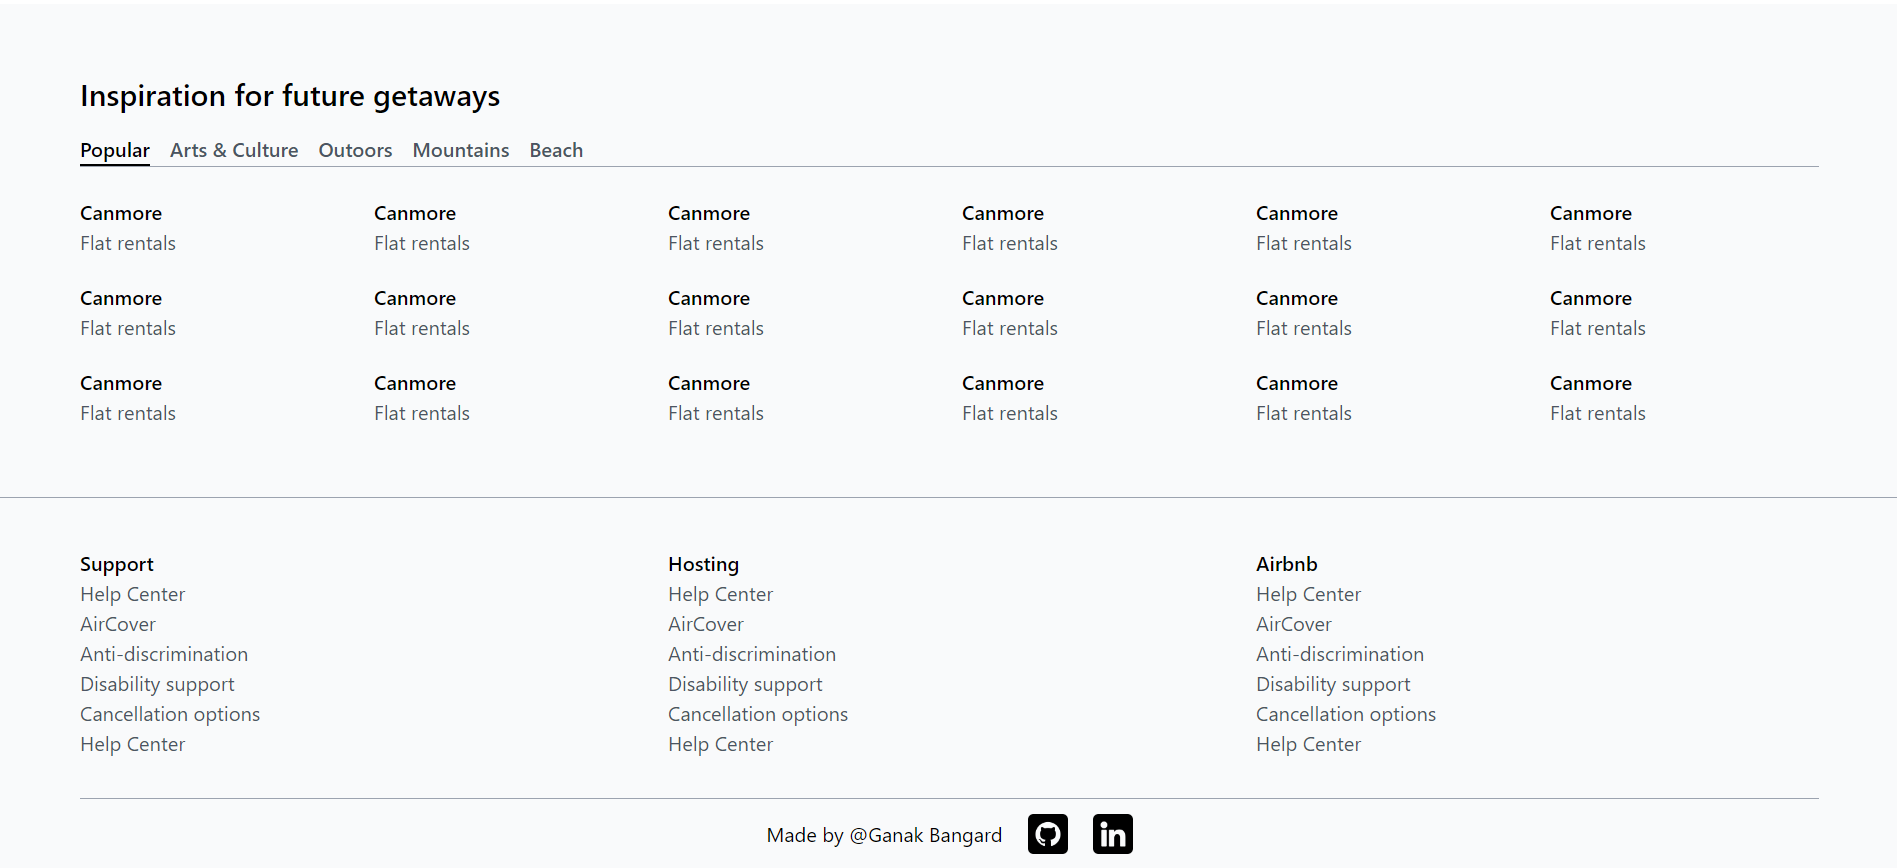 Inspiration for future getaways
Popular Arts & Culture Outoors Mountains Beach
Canmore Canmore Canmore Canmore Canmore Canmore
Flat rentals Flat rentals Flat rentals Flat rentals Flat rentals Flat rentals
Canmore Canmore Canmore Canmore Canmore Canmore
Flat rentals Flat rentals Flat rentals Flat rentals Flat rentals Flat rentals
Canmore Canmore Canmore Canmore Canmore Canmore
Flat rentals Flat rentals Flat rentals Flat rentals Flat rentals Flat rentals
Support
Help Center
AirCover
Anti-discrimination
Disability support
Cancellation options
Help Center
Hosting
Help Center
AirCover
Anti-discrimination
Disability support
Cancellation options
Help Center
Airbnb
Help Center
AirCover
Anti-discrimination
Disability support
Cancellation options
Help Center
Made by @Ganak Bangard in